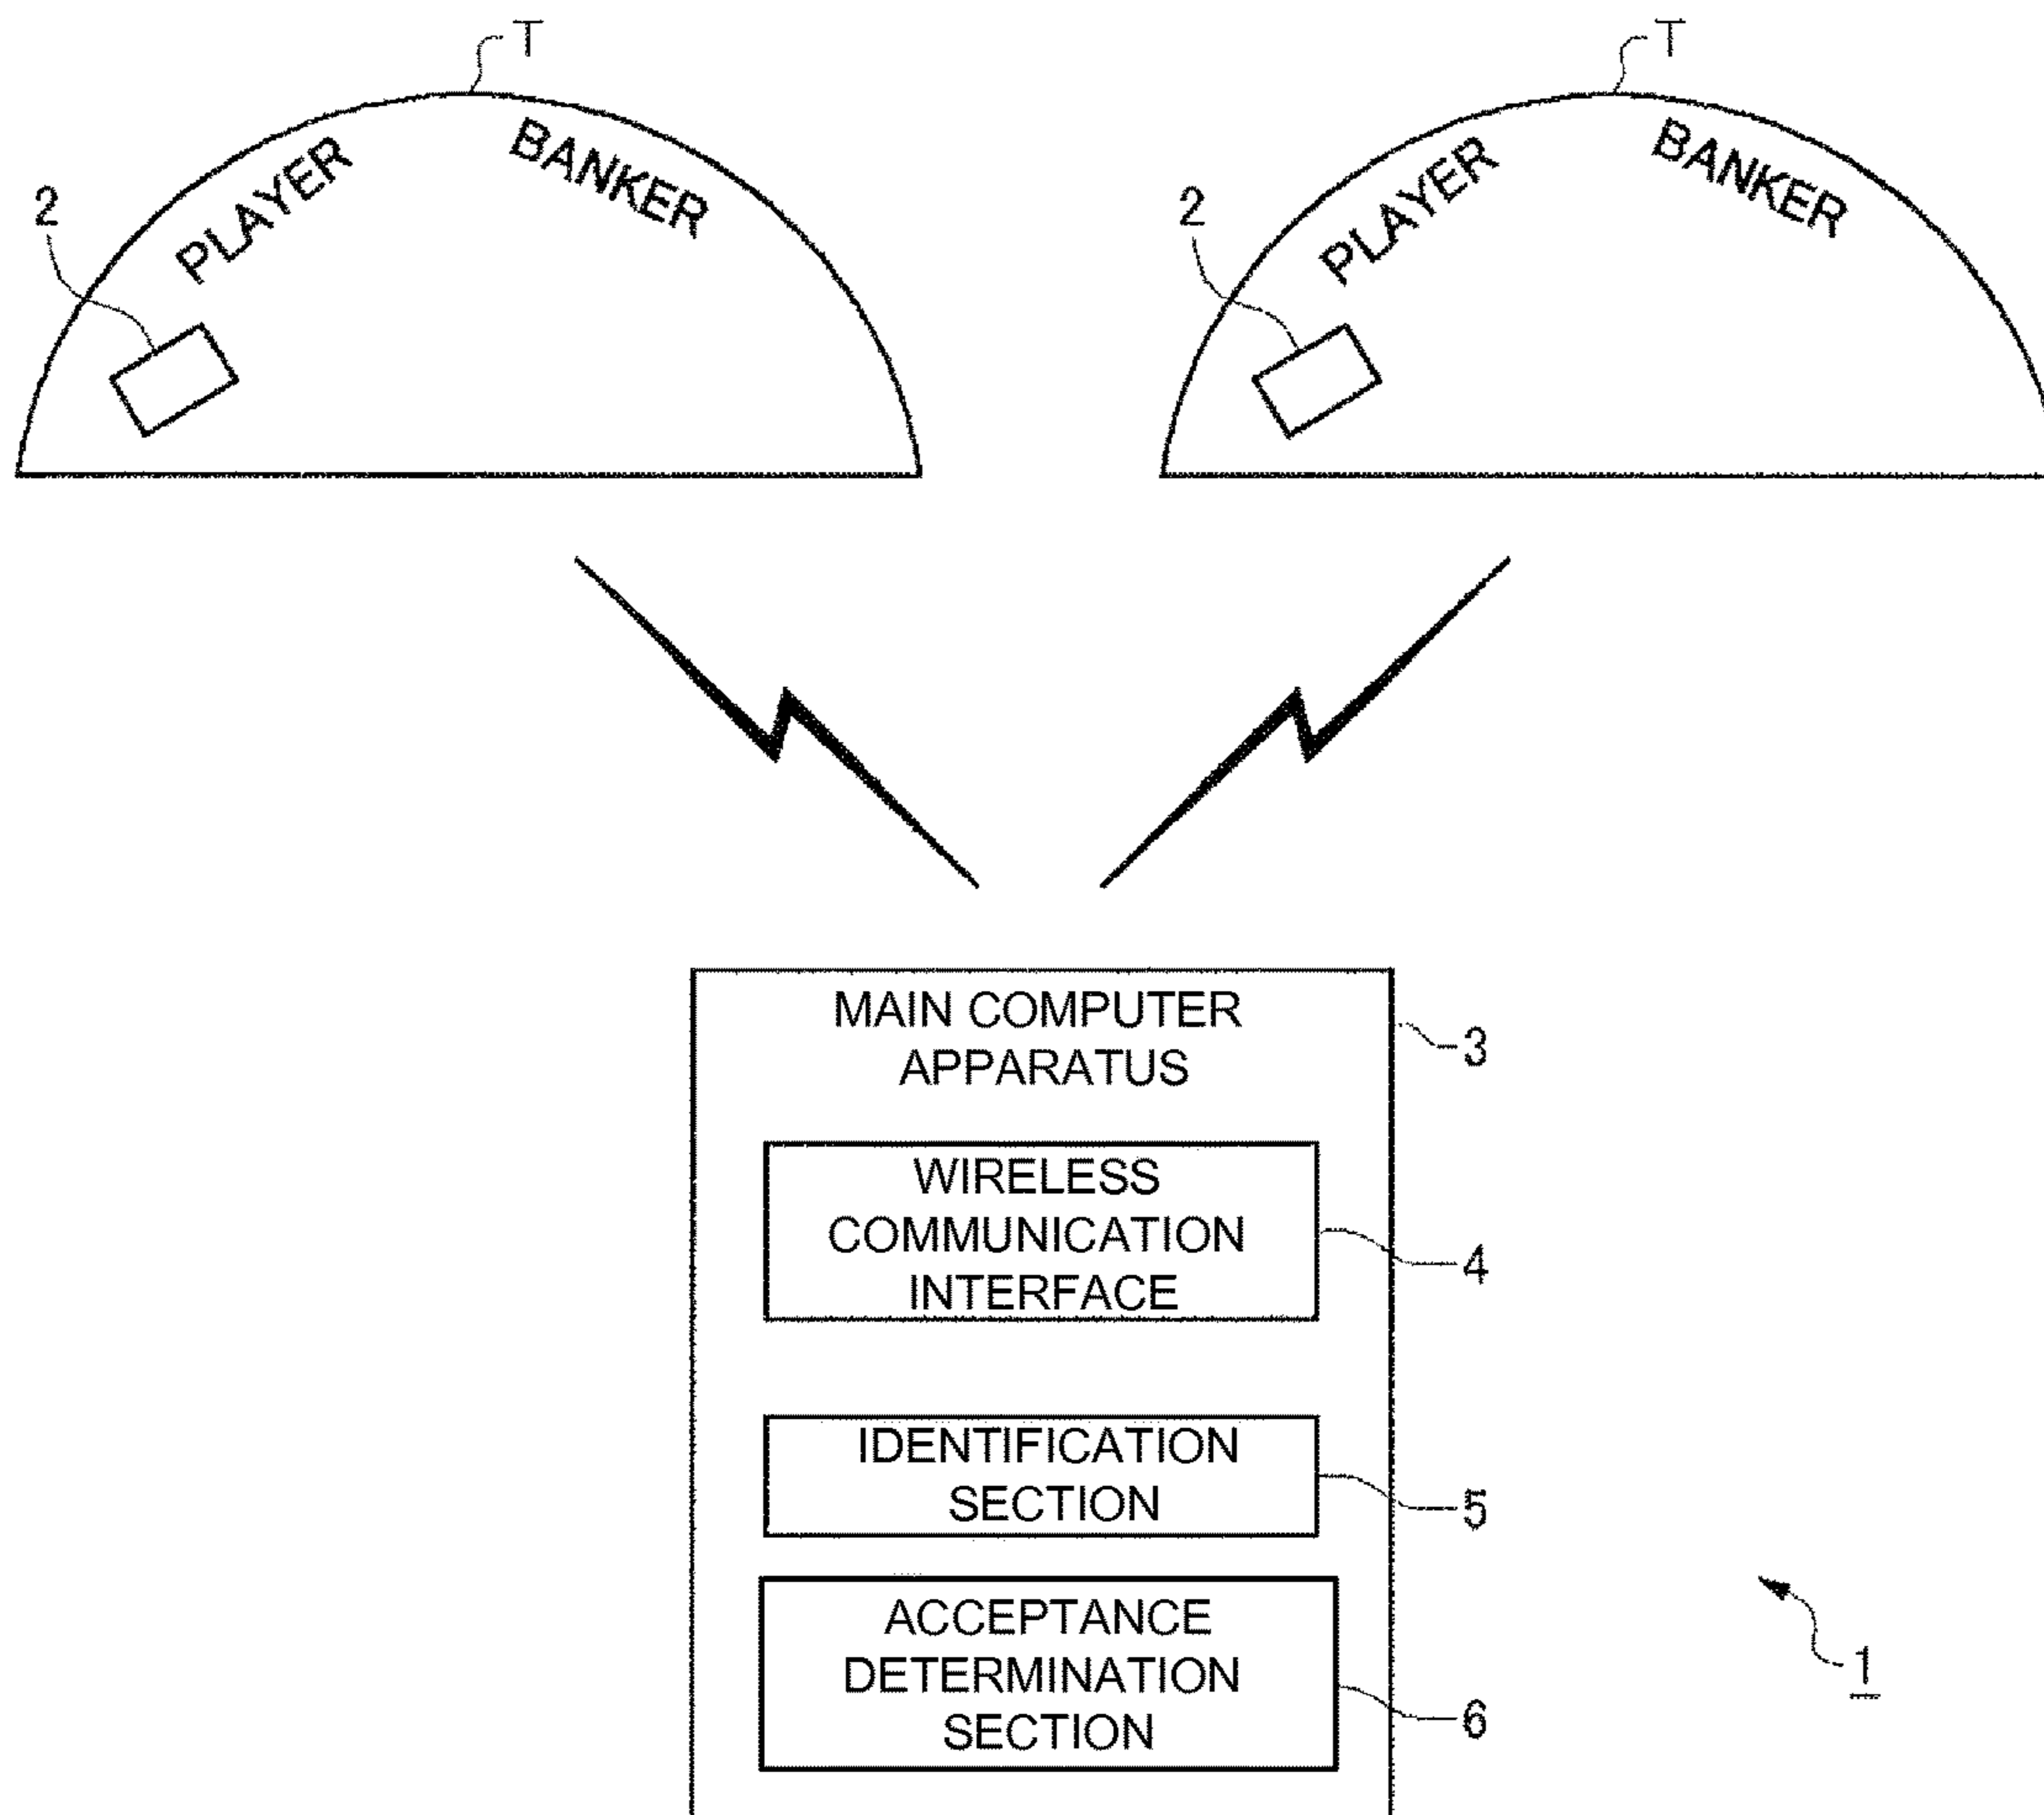 T
T
PLAYER
BANKER
PLAYER
BANKER
2
2
MAIN COMPUTER
APPARATUS
3
WIRELESS
COMMUNICATION
INTERFACE
4
IDENTIFICATION
SECTION
5
ACCEPTANCE
DETERMINATION
SECTION
6
1